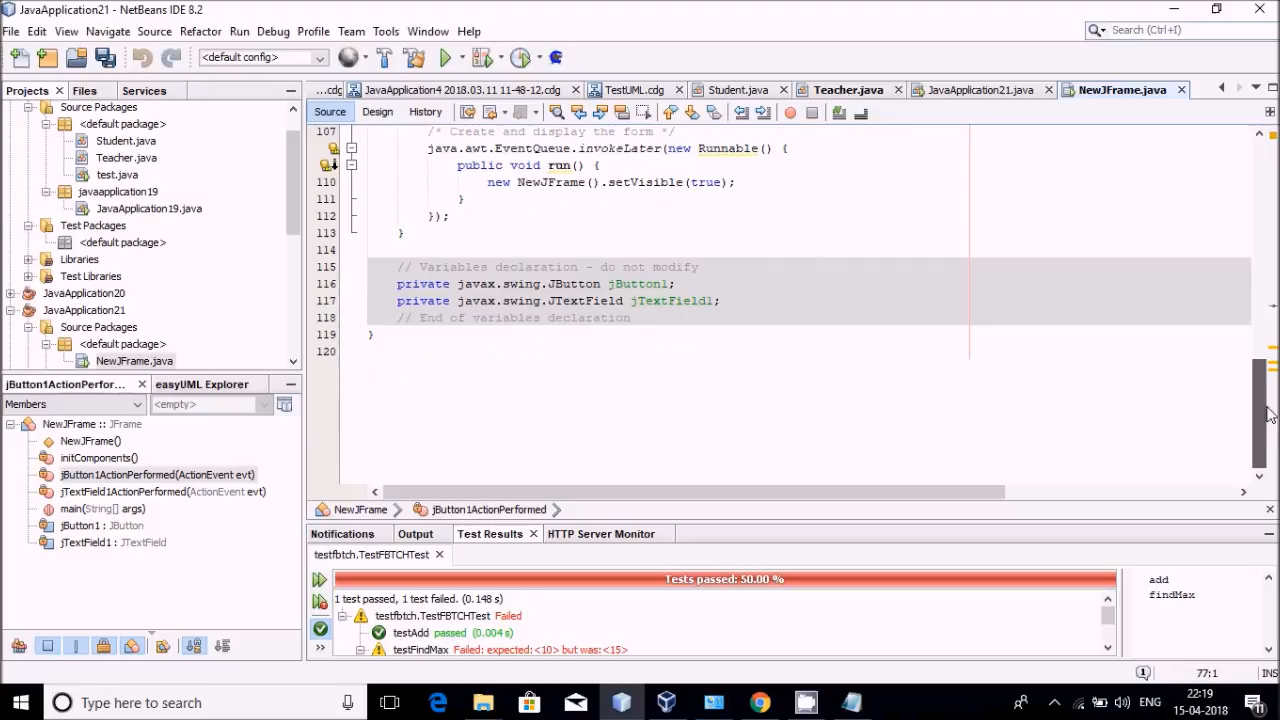 JavaApplication21 - NetBeans IDE 8.2
File Edit View Navigate Source Refactor Run Debug Profile Team Tools Window Help
Search (Ctrl+I)
<default config>
Projects Files Services
...cdg JavaApplication4 2018.03.11 11-48-12.cdg TestUML.cdg Student.java Teacher.java JavaApplication21.java NewJFrame.java
Source Design History
Source Packages
<default package>
Student.java
Teacher.java
test.java
javaapplication19
JavaApplication19.java
Test Packages
<default package>
Libraries
Test Libraries
JavaApplication20
JavaApplication21
Source Packages
<default package>
NewJFrame.java
107 /* Create and display the form */
java.awt.EventQueue.invokeLater(new Runnable() {
public void run() {
110 new NewJFrame().setVisible(true);
111 }
112 });
113 }
114
115 // Variables declaration - do not modify
116 private javax.swing.JButton jButton1;
117 private javax.swing.JTextField jTextField1;
118 // End of variables declaration
119 }
120
jButton1ActionPerfor... easyUML Explorer
Members <empty>
NewJFrame :: JFrame
NewJFrame()
initComponents()
jButton1ActionPerformed(ActionEvent evt)
jTextField1ActionPerformed(ActionEvent evt)
main(String[] args)
jButton1 : JButton
jTextField1 : JTextField
NewJFrame jButton1ActionPerformed
Notifications Output Test Results HTTP Server Monitor
testfbtch.TestFBTCHTest
Tests passed: 50.00 %
1 test passed, 1 test failed. (0.148 s)
testfbtch.TestFBTCHTest Failed
testAdd passed (0.004 s)
testFindMax Failed: expected:<10> but was:<15>
add
findMax
1 77:1 INS
Type here to search
ENG
22:19
15-04-2018
11